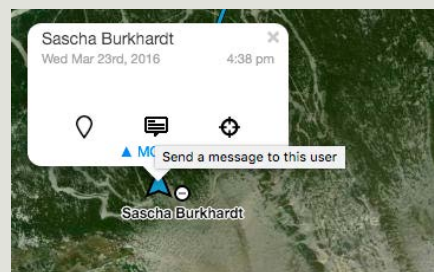 Sascha Burkhardt
Wed Mar 23rd, 2016 4:38 pm
Send a message to this user
Sascha Burkhardt